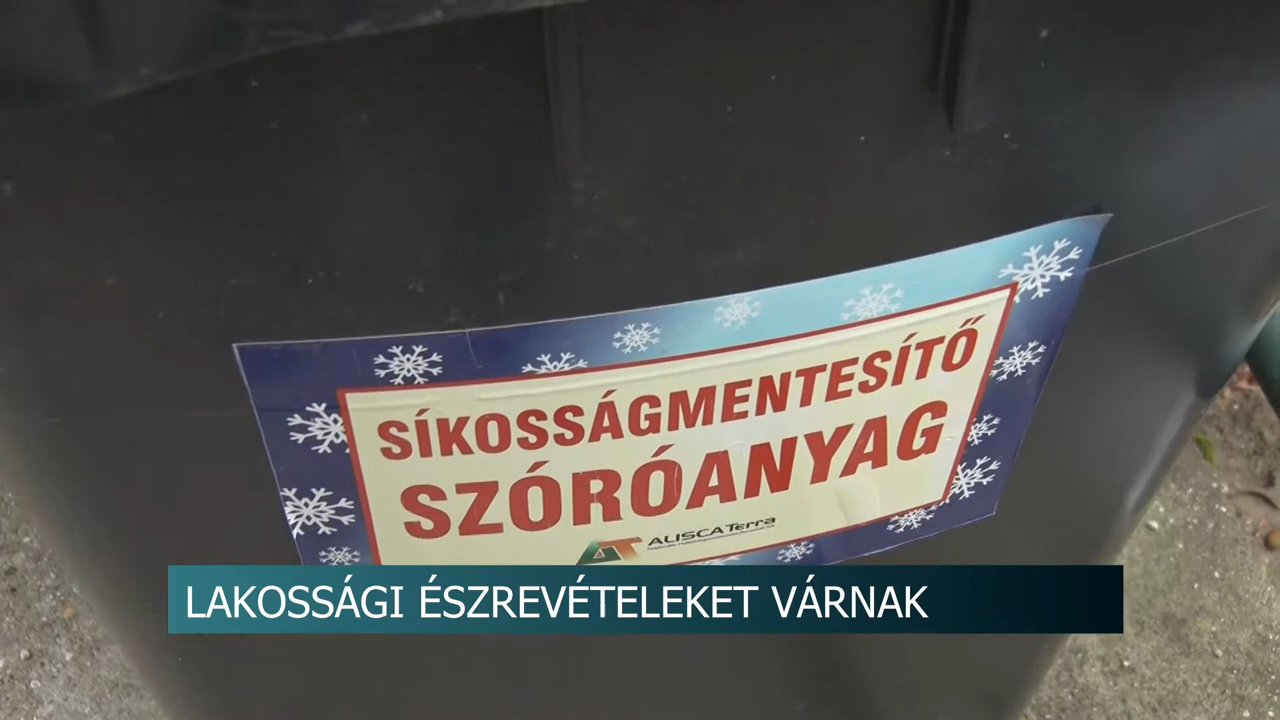 SÍKOSSÁGMENTESÍTŐ
SZÓRÓANYAG
ALISCA Terra
LAKOSSÁGI ÉSZREVÉTELEKET VÁRNAK